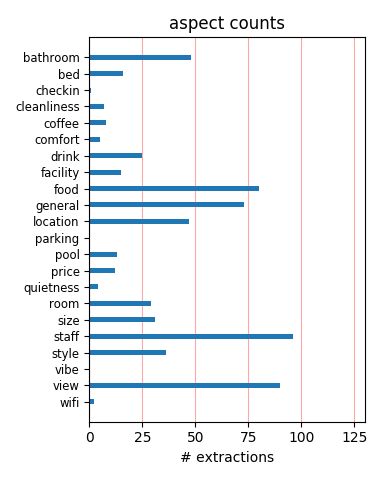 aspect counts
bathroom
bed
checkin
cleanliness
coffee
comfort
drink
facility
food
general
location
parking
pool
price
quietness
room
size
staff
style
vibe
view
wifi
0 25 50 75 100 125
# extractions